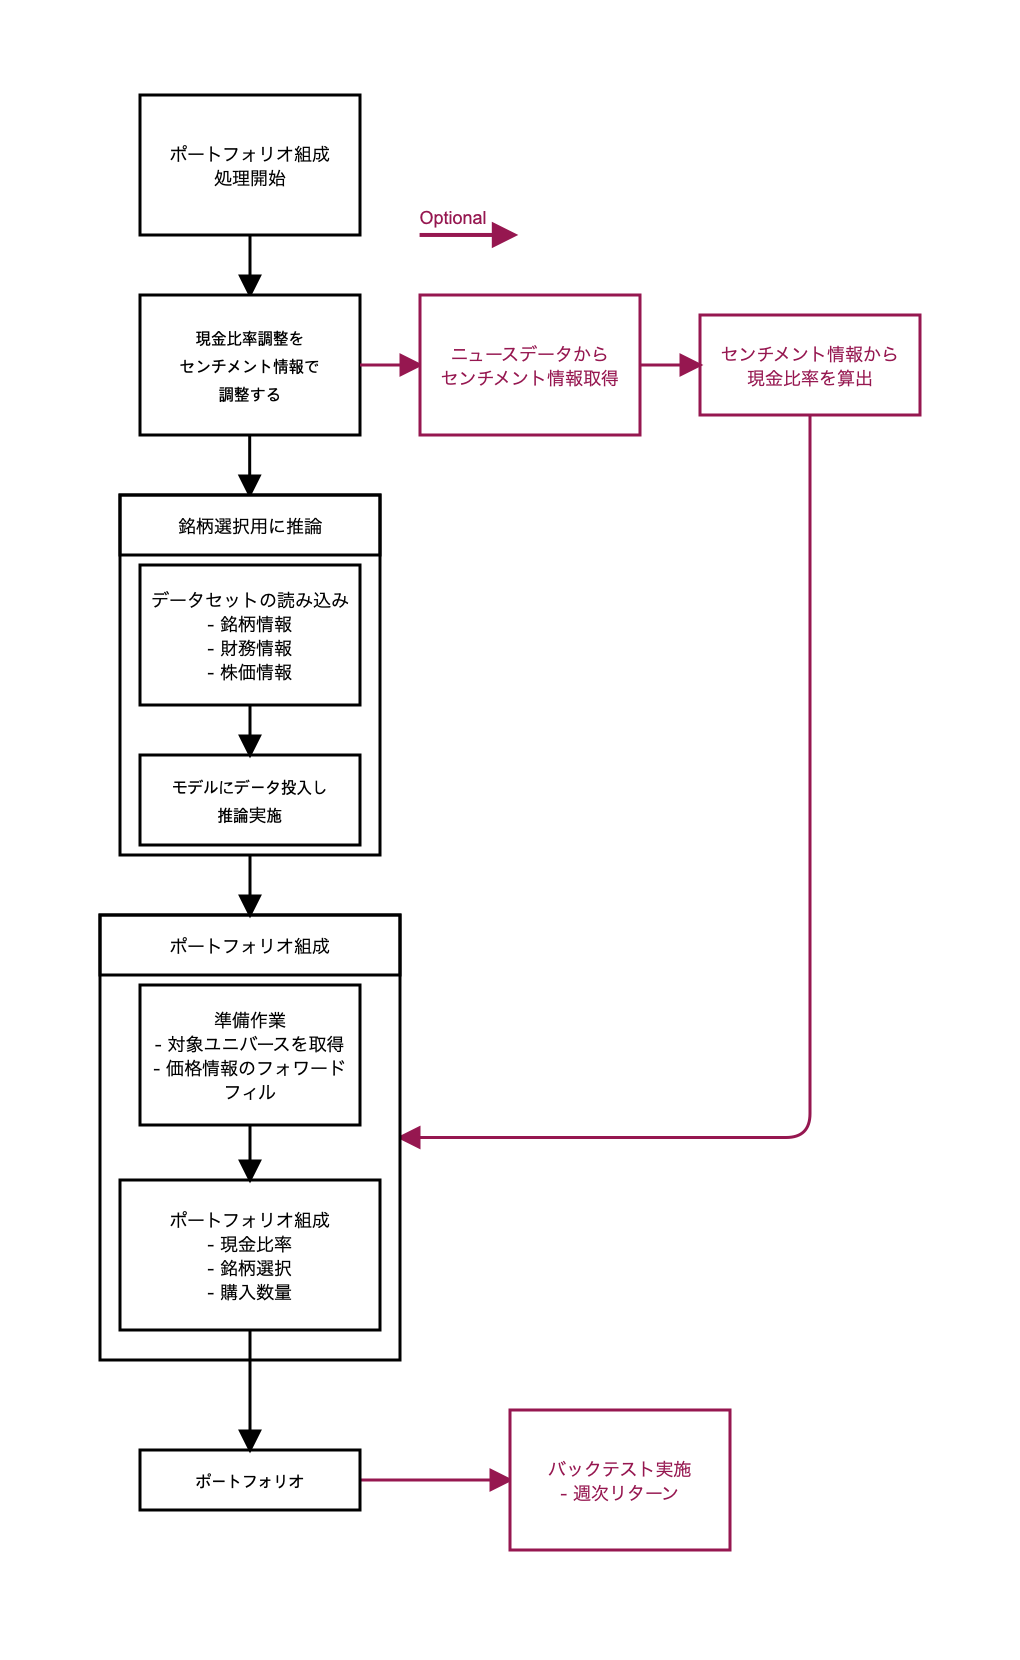 ポートフォリオ組成
処理開始
Optional
現金比率調整を
センチメント情報で
調整する
ニュースデータから
センチメント情報取得
センチメント情報から
現金比率を算出
銘柄選択用に推論
データセットの読み込み
- 銘柄情報
- 財務情報
- 株価情報
モデルにデータ投入し
推論実施
ポートフォリオ組成
準備作業
- 対象ユニバースを取得
- 価格情報のフォワード
フィル
ポートフォリオ組成
- 現金比率
- 銘柄選択
- 購入数量
ポートフォリオ
バックテスト実施
- 週次リターン